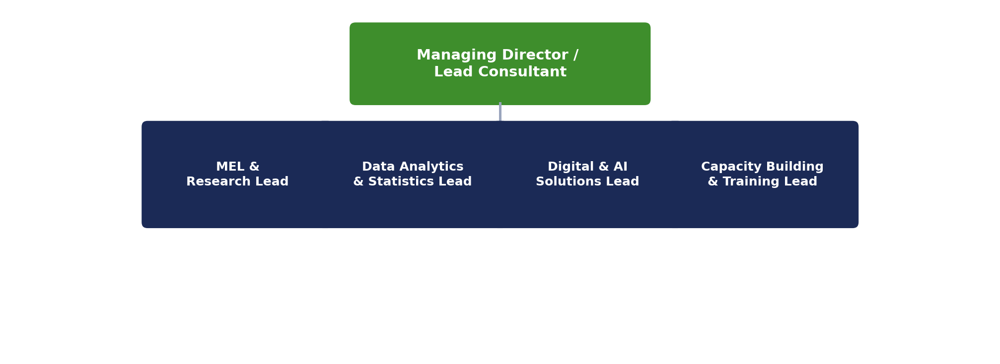 Managing Director /
Lead Consultant
MEL &
Research Lead
Data Analytics
& Statistics Lead
Digital & AI
Solutions Lead
Capacity Building
& Training Lead